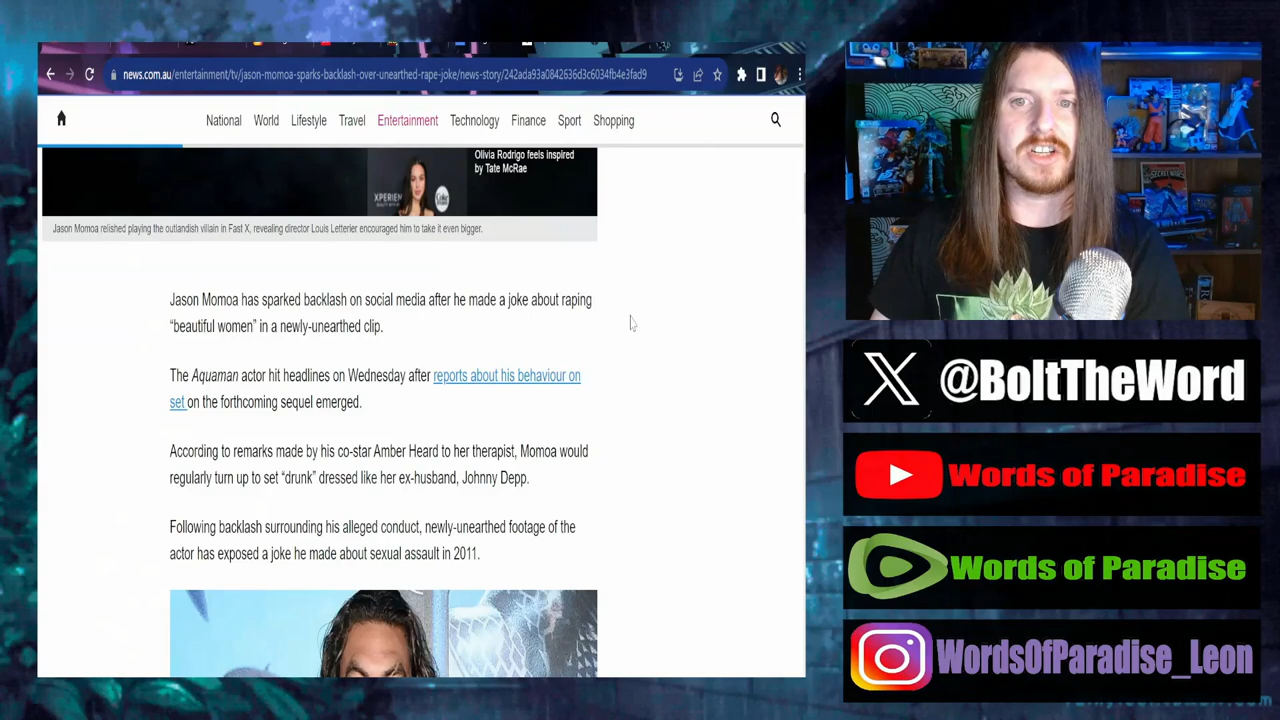 news.com.au/entertainment/tv/jason-momoa-sparks-backlash-over-unearthed-rape-joke/news-story/242ada93a0842636d3c6034fb4e3fad9
National World Lifestyle Travel Entertainment Technology Finance Sport Shopping
Olivia Rodrigo feels inspired
by Tate McRae
Jason Momoa relished playing the outlandish villain in Fast X, revealing director Louis Letterier encouraged him to take it even bigger.
Jason Momoa has sparked backlash on social media after he made a joke about raping
“beautiful women” in a newly-unearthed clip.
The Aquaman actor hit headlines on Wednesday after reports about his behaviour on
set on the forthcoming sequel emerged.
According to remarks made by his co-star Amber Heard to her therapist, Momoa would
regularly turn up to set “drunk” dressed like her ex-husband, Johnny Depp.
Following backlash surrounding his alleged conduct, newly-unearthed footage of the
actor has exposed a joke he made about sexual assault in 2011.
SECRET WARS
X @BoltTheWord
Words of Paradise
Words of Paradise
WordsOfParadise_Leon